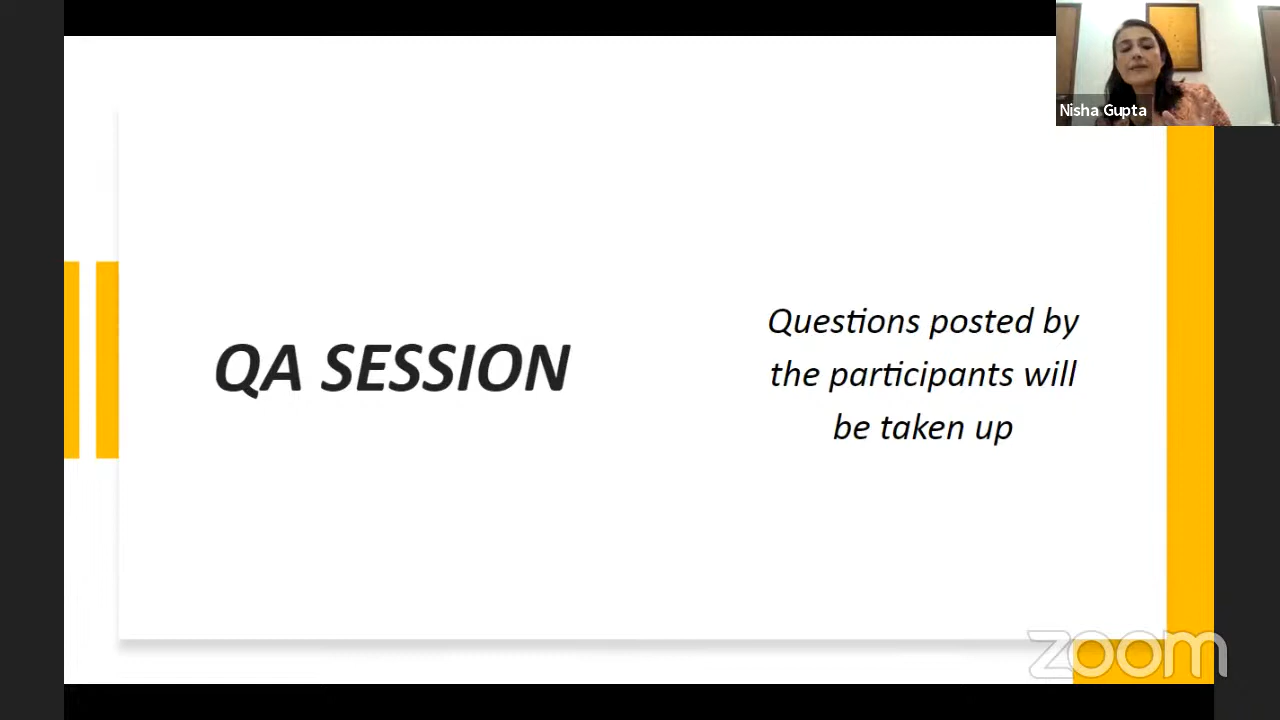 Nisha Gupta
QA SESSION
Questions posted by
the participants will
be taken up
zoom